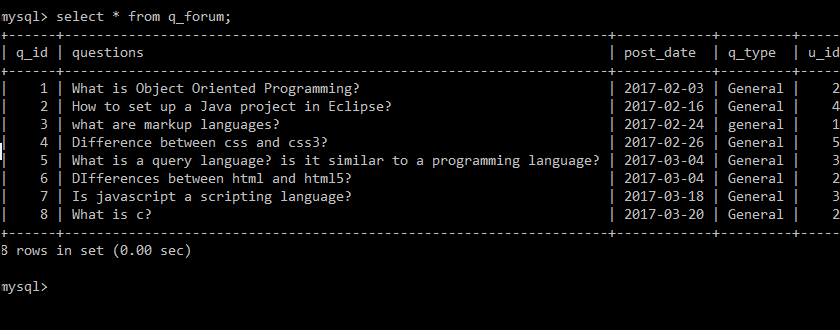 mysql> select * from q_forum;
+------+--------------------------------------------------------------------+------------+---------+-----
| q_id | questions                                                          | post_date  | q_type  | u_id
+------+--------------------------------------------------------------------+------------+---------+-----
|    1 | What is Object Oriented Programming?                               | 2017-02-03 | General |    2
|    2 | How to set up a Java project in Eclipse?                           | 2017-02-16 | General |    4
|    3 | what are markup languages?                                         | 2017-02-24 | general |    1
|    4 | Difference between css and css3?                                   | 2017-02-26 | General |    5
|    5 | What is a query language? is it similar to a programming language? | 2017-03-04 | General |    3
|    6 | DIfferences between html and html5?                                | 2017-03-04 | General |    2
|    7 | Is javascript a scripting language?                                | 2017-03-18 | General |    3
|    8 | What is c?                                                         | 2017-03-20 | General |    2
+------+--------------------------------------------------------------------+------------+---------+-----
8 rows in set (0.00 sec)
mysql>